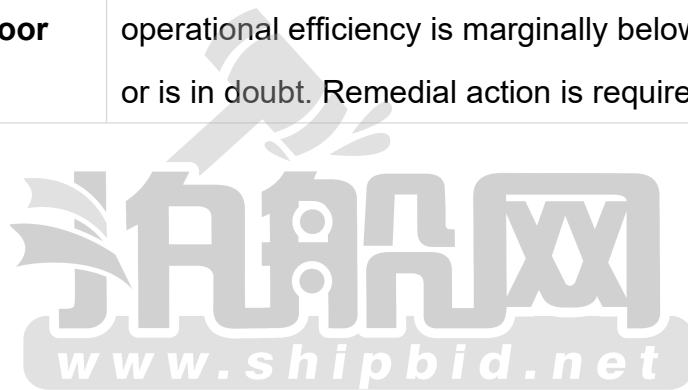 oor
operational efficiency is marginally below
or is in doubt. Remedial action is require
拍船网
www.shipbid.net